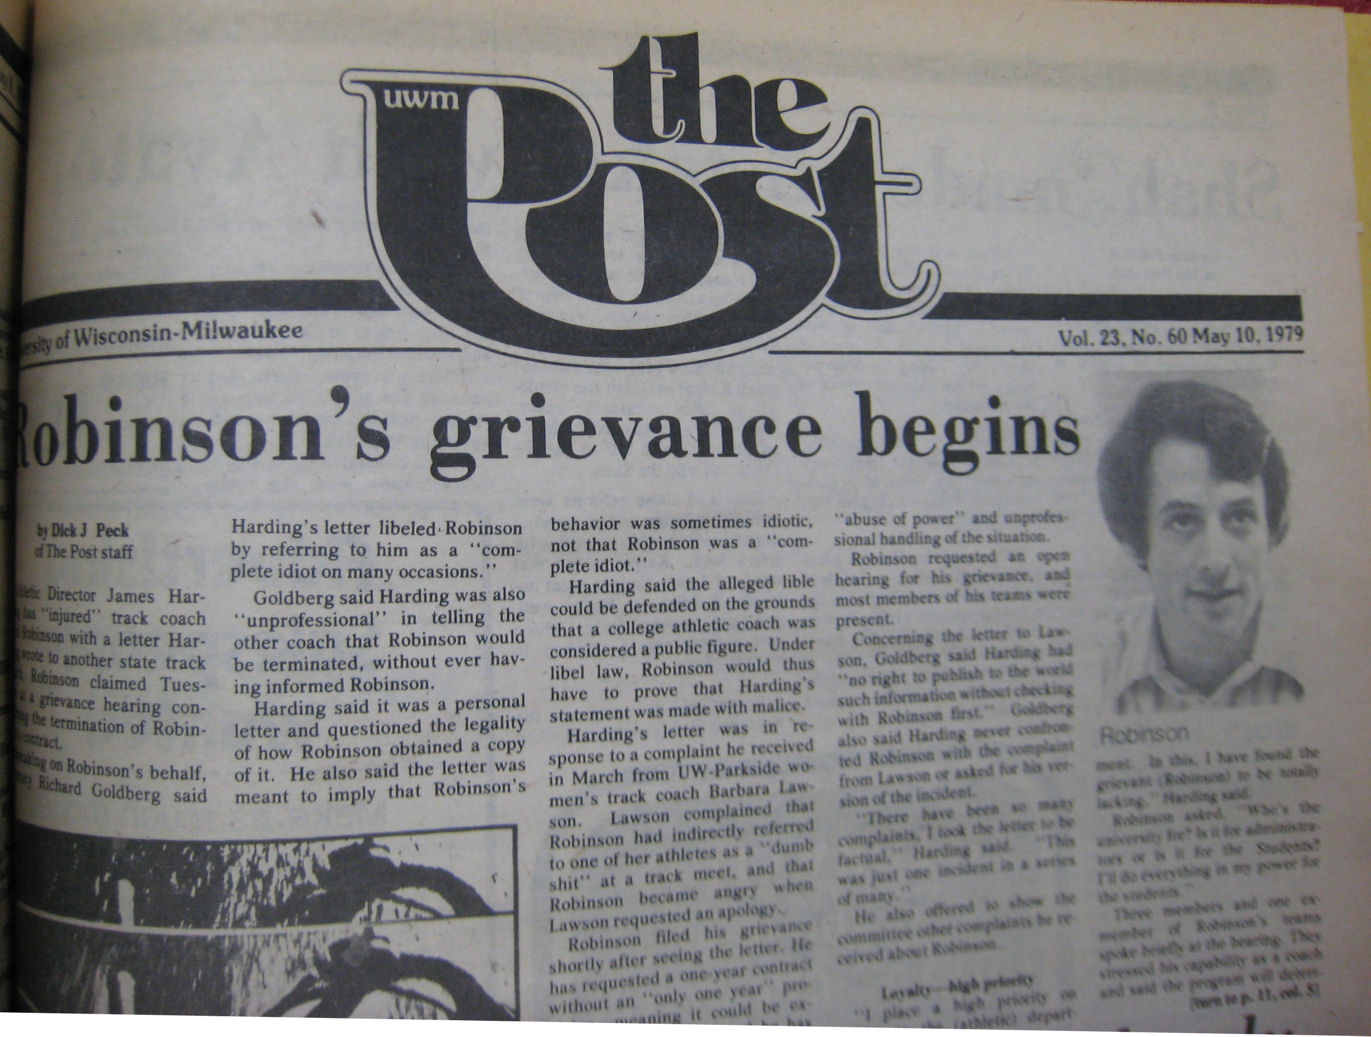 the
uwm
Post
of Wisconsin-Milwaukee
Vol. 23, No. 60 May 10, 1979
Robinson's grievance begins
by Dick J Peck
of The Post staff
Director James Har-
has "injured" track coach
Robinson with a letter Har-
wrote to another state track
Robinson claimed Tues-
at a grievance hearing con-
the termination of Robin-
contract.
on Robinson's behalf,
Richard Goldberg said
Harding's letter libeled Robinson
by referring to him as a "com-
plete idiot on many occasions."
Goldberg said Harding was also
"unprofessional" in telling the
other coach that Robinson would
be terminated, without ever hav-
ing informed Robinson.
Harding said it was a personal
letter and questioned the legality
of how Robinson obtained a copy
of it. He also said the letter was
meant to imply that Robinson's
behavior was sometimes idiotic,
not that Robinson was a "com-
plete idiot."
Harding said the alleged lible
could be defended on the grounds
that a college athletic coach was
considered a public figure. Under
libel law, Robinson would thus
have to prove that Harding's
statement was made with malice.
Harding's letter was in re-
sponse to a complaint he received
in March from UW-Parkside wo-
men's track coach Barbara Law-
son. Lawson complained that
Robinson had indirectly referred
to one of her athletes as a "dumb
shit" at a track meet, and that
Robinson became angry when
Lawson requested an apology.
Robinson filed his grievance
shortly after seeing the letter. He
has requested a one-year contract
without an "only one year" pro-
meaning it could be ex-
he has
"abuse of power" and unprofes-
sional handling of the situation.
Robinson requested an open
hearing for his grievance, and
most members of his teams were
present.
Concerning the letter to Law-
son, Goldberg said Harding had
"no right to publish to the world
such information without checking
with Robinson first." Goldberg
also said Harding never confron-
ted Robinson with the complaint
from Lawson or asked for his ver-
sion of the incident.
"There have been so many
complaints, I took the letter to be
factual," Harding said. "This
was just one incident in a series
of many."
He also offered to show the
committee other complaints he re-
ceived about Robinson.
Loyalty—high priority
"I place a high priority on
the (athletic) depart-
Robinson
ment. In this, I have found the
grievant (Robinson) to be totally
lacking," Harding said.
Robinson asked, "Who's the
university for? Is it for administra-
tors or is it for the Students?
I'll do everything in my power for
the students."
Three members and one ex-
member of Robinson's teams
spoke briefly at the hearing. They
stressed his capability as a coach
and said the program will deteri-
[turn to p. 11, col. 5]